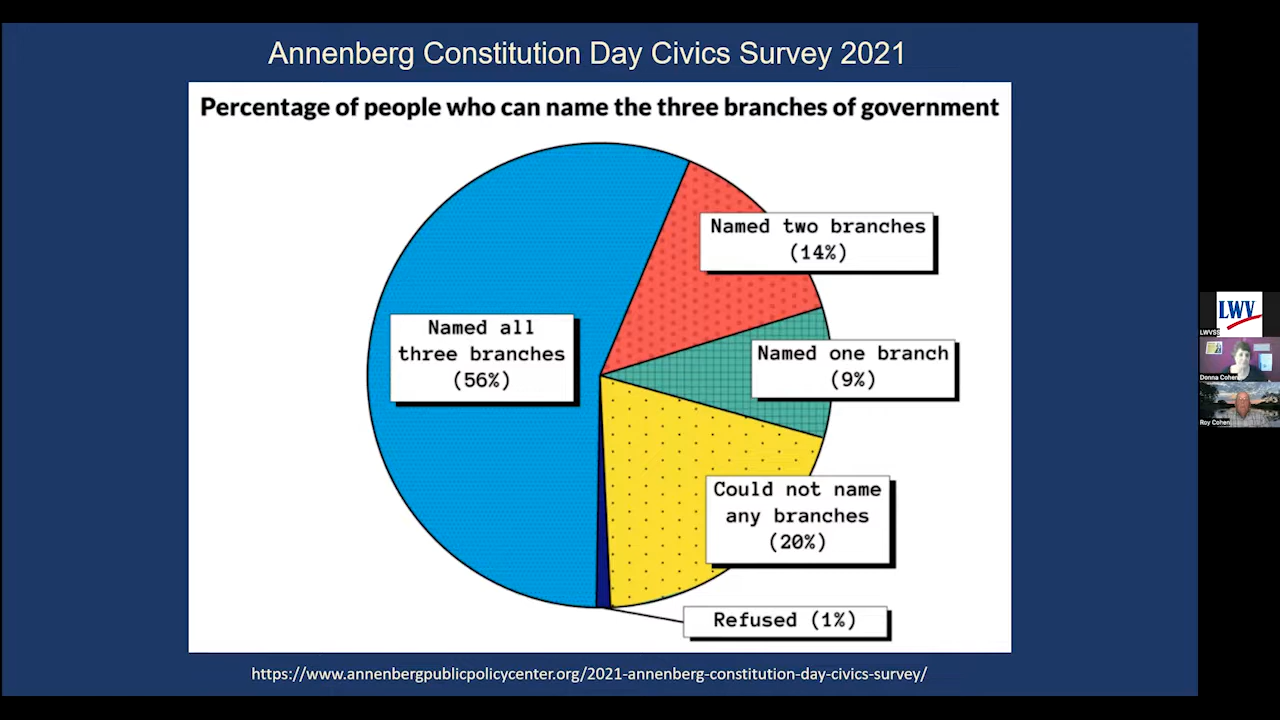 Annenberg Constitution Day Civics Survey 2021
Percentage of people who can name the three branches of government
Named two branches
(14%)
Named all
three branches
(56%)
Named one branch
(9%)
Could not name
any branches
(20%)
Refused (1%)
https://www.annenbergpublicpolicycenter.org/2021-annenberg-constitution-day-civics-survey/
LWV
LWVSS
Donna Cohen
Roy Cohen